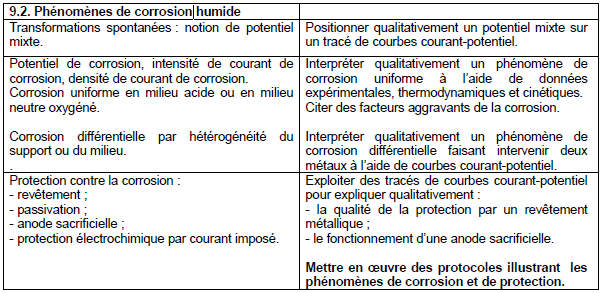 9.2. Phénomènes de corrosion humide
Transformations spontanées : notion de potentiel
mixte.
Positionner qualitativement un potentiel mixte sur
un tracé de courbes courant-potentiel.
Potentiel de corrosion, intensité de courant de
corrosion, densité de courant de corrosion.
Corrosion uniforme en milieu acide ou en milieu
neutre oxygéné.
Corrosion différentielle par hétérogénéité du
support ou du milieu.
.
Interpréter qualitativement un phénomène de
corrosion uniforme à l'aide de données
expérimentales, thermodynamiques et cinétiques.
Citer des facteurs aggravants de la corrosion.
Interpréter qualitativement un phénomène de
corrosion différentielle faisant intervenir deux
métaux à l'aide de courbes courant-potentiel.
Protection contre la corrosion :
- revêtement ;
- passivation ;
- anode sacrificielle ;
- protection électrochimique par courant imposé.
Exploiter des tracés de courbes courant-potentiel
pour expliquer qualitativement :
- la qualité de la protection par un revêtement
métallique ;
- le fonctionnement d'une anode sacrificielle.
Mettre en œuvre des protocoles illustrant les
phénomènes de corrosion et de protection.